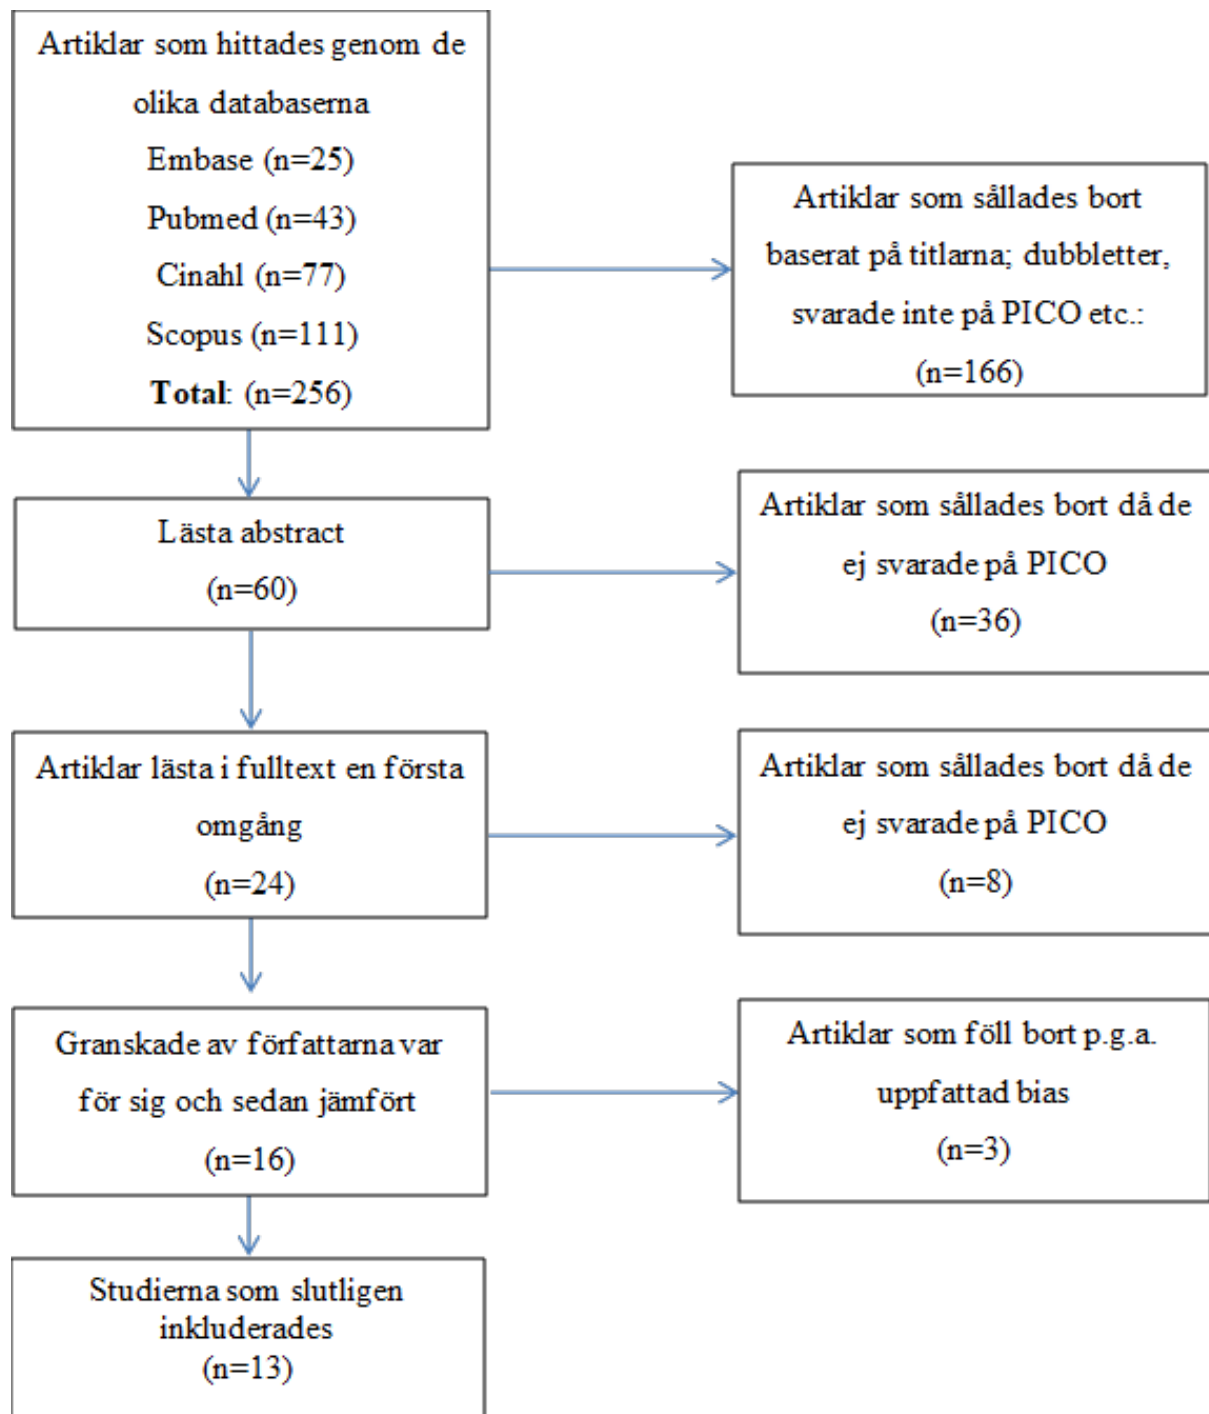 Artiklar som hittades genom de
olika databaserna
Embase (n=25)
Pubmed (n=43)
Cinahl (n=77)
Scopus (n=111)
Total: (n=256)
Artiklar som sållades bort
baserat på titlarna; dubbletter,
svarade inte på PICO etc.:
(n=166)
Lästa abstract
(n=60)
Artiklar som sållades bort då de
ej svarade på PICO
(n=36)
Artiklar lästa i fulltext en första
omgång
(n=24)
Artiklar som sållades bort då de
ej svarade på PICO
(n=8)
Granskade av författarna var
för sig och sedan jämfört
(n=16)
Artiklar som föll bort p.g.a.
uppfattad bias
(n=3)
Studierna som slutligen
inkluderades
(n=13)